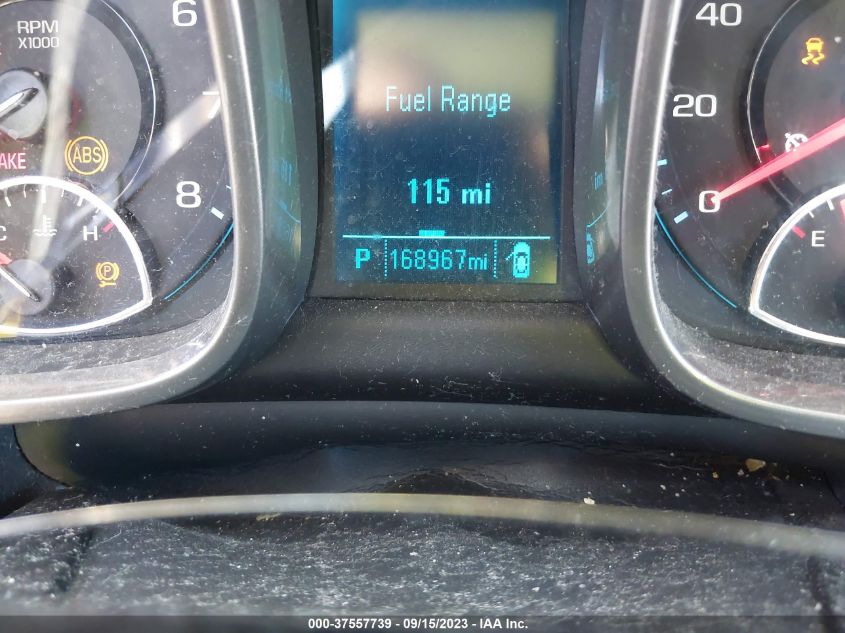 RPM
X1000
6
7
8
BRAKE
ABS
C
H
P
Fuel Range
115 mi
P 168967mi
40
20
0
E
000-37557739 - 09/15/2023 - IAA Inc.